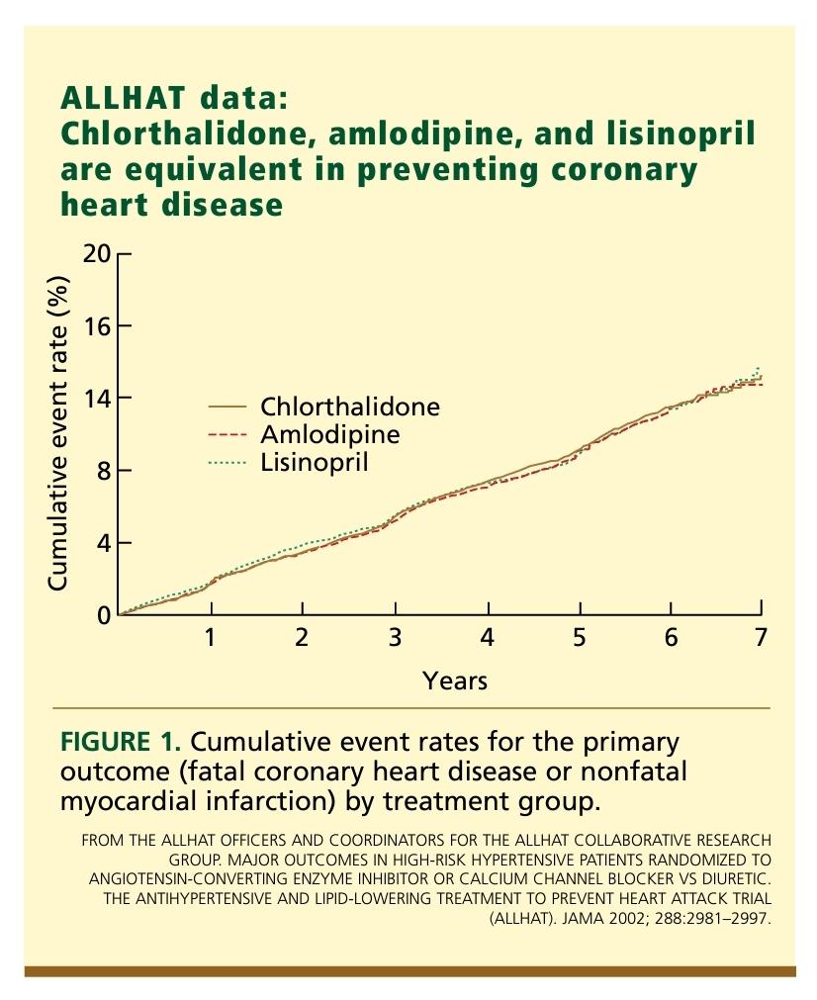 ALLHAT data:
Chlorthalidone, amlodipine, and lisinopril
are equivalent in preventing coronary
heart disease
20
16
14
8
4
0
Cumulative event rate (%)
Chlorthalidone
Amlodipine
Lisinopril
1 2 3 4 5 6 7
Years
FIGURE 1. Cumulative event rates for the primary
outcome (fatal coronary heart disease or nonfatal
myocardial infarction) by treatment group.
FROM THE ALLHAT OFFICERS AND COORDINATORS FOR THE ALLHAT COLLABORATIVE RESEARCH
GROUP. MAJOR OUTCOMES IN HIGH-RISK HYPERTENSIVE PATIENTS RANDOMIZED TO
ANGIOTENSIN-CONVERTING ENZYME INHIBITOR OR CALCIUM CHANNEL BLOCKER VS DIURETIC.
THE ANTIHYPERTENSIVE AND LIPID-LOWERING TREATMENT TO PREVENT HEART ATTACK TRIAL
(ALLHAT). JAMA 2002; 288:2981–2997.